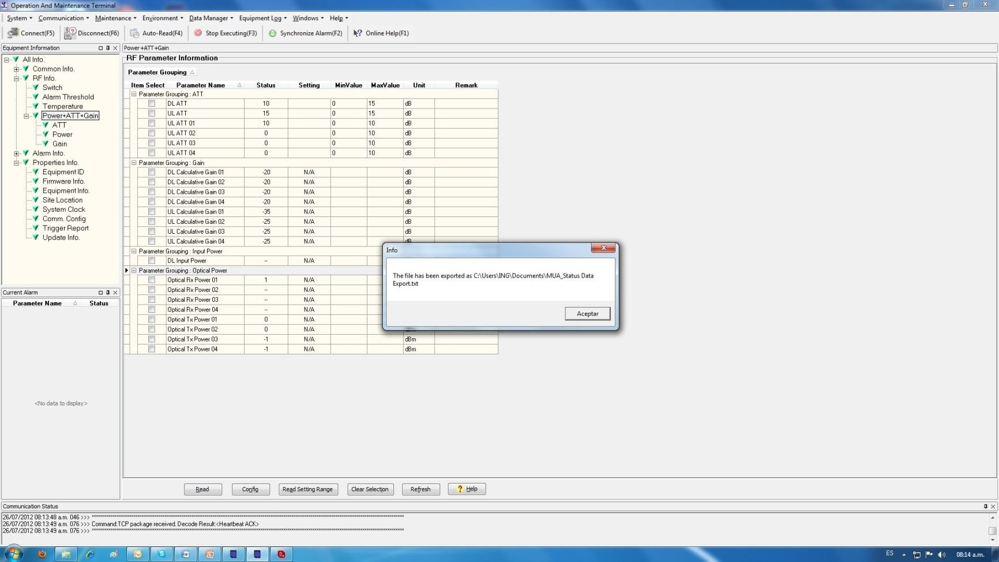 Operation And Maintenance Terminal
System Communication Maintenance Environment Data Manager Equipment Log Windows Help
Connect(F5) Disconnect(F6) Auto-Read(F4) Stop Executing(F3) Synchronize Alarm(F2) Online Help(F1)
Equipment Information
All Info.
Common Info.
RF Info.
Switch
Alarm Threshold
Temperature
Power+ATT+Gain
ATT
Power
Gain
Alarm Info.
Properties Info.
Equipment ID
Firmware Info.
Equipment Info.
Site Location
System Clock
Comm. Config
Trigger Report
Update Info.
Current Alarm
Parameter Name Status
<No data to display>
Power+ATT+Gain
RF Parameter Information
Parameter Grouping
Item Select Parameter Name Status Setting MinValue MaxValue Unit Remark
Parameter Grouping : ATT
DL ATT 10 0 15 dB
UL ATT 15 0 15 dB
UL ATT 01 10 0 10 dB
UL ATT 02 0 0 10 dB
UL ATT 03 0 0 10 dB
UL ATT 04 0 0 10 dB
Parameter Grouping : Gain
DL Calculative Gain 01 -20 N/A dB
DL Calculative Gain 02 -20 N/A dB
DL Calculative Gain 03 -20 N/A dB
DL Calculative Gain 04 -20 N/A dB
UL Calculative Gain 01 -35 N/A dB
UL Calculative Gain 02 -25 N/A dB
UL Calculative Gain 03 -25 N/A dB
UL Calculative Gain 04 -25 N/A dB
Parameter Grouping : Input Power
DL Input Power -- N/A
Parameter Grouping : Optical Power
Optical Rx Power 01 1 N/A
Optical Rx Power 02 -- N/A
Optical Rx Power 03 -- N/A
Optical Rx Power 04 -- N/A
Optical Tx Power 01 0 N/A
Optical Tx Power 02 0 N/A dBm
Optical Tx Power 03 -1 N/A dBm
Optical Tx Power 04 -1 N/A dBm
Info
The file has been exported as C:\Users\ING\Documents\MUA_Status Data
Export.txt
Aceptar
Read Config Read Setting Range Clear Selection Refresh Help
Communication Status
26/07/2012 08:13:48 a.m. 046 >>>
26/07/2012 08:13:49 a.m. 076 >>> Command:TCP package received. Decode Result:<Heartbeat ACK>
26/07/2012 08:13:49 a.m. 076 >>>
ES 08:14 a.m.